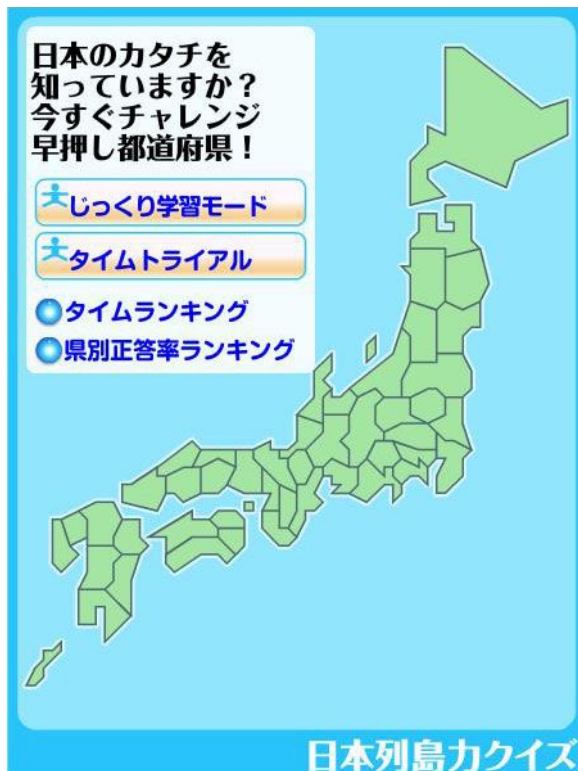 日本のカタチを
知っていますか？
今すぐチャレンジ
早押し都道府県！
じっくり学習モード
タイムトライアル
タイムランキング
県別正答率ランキング
日本列島力クイズ